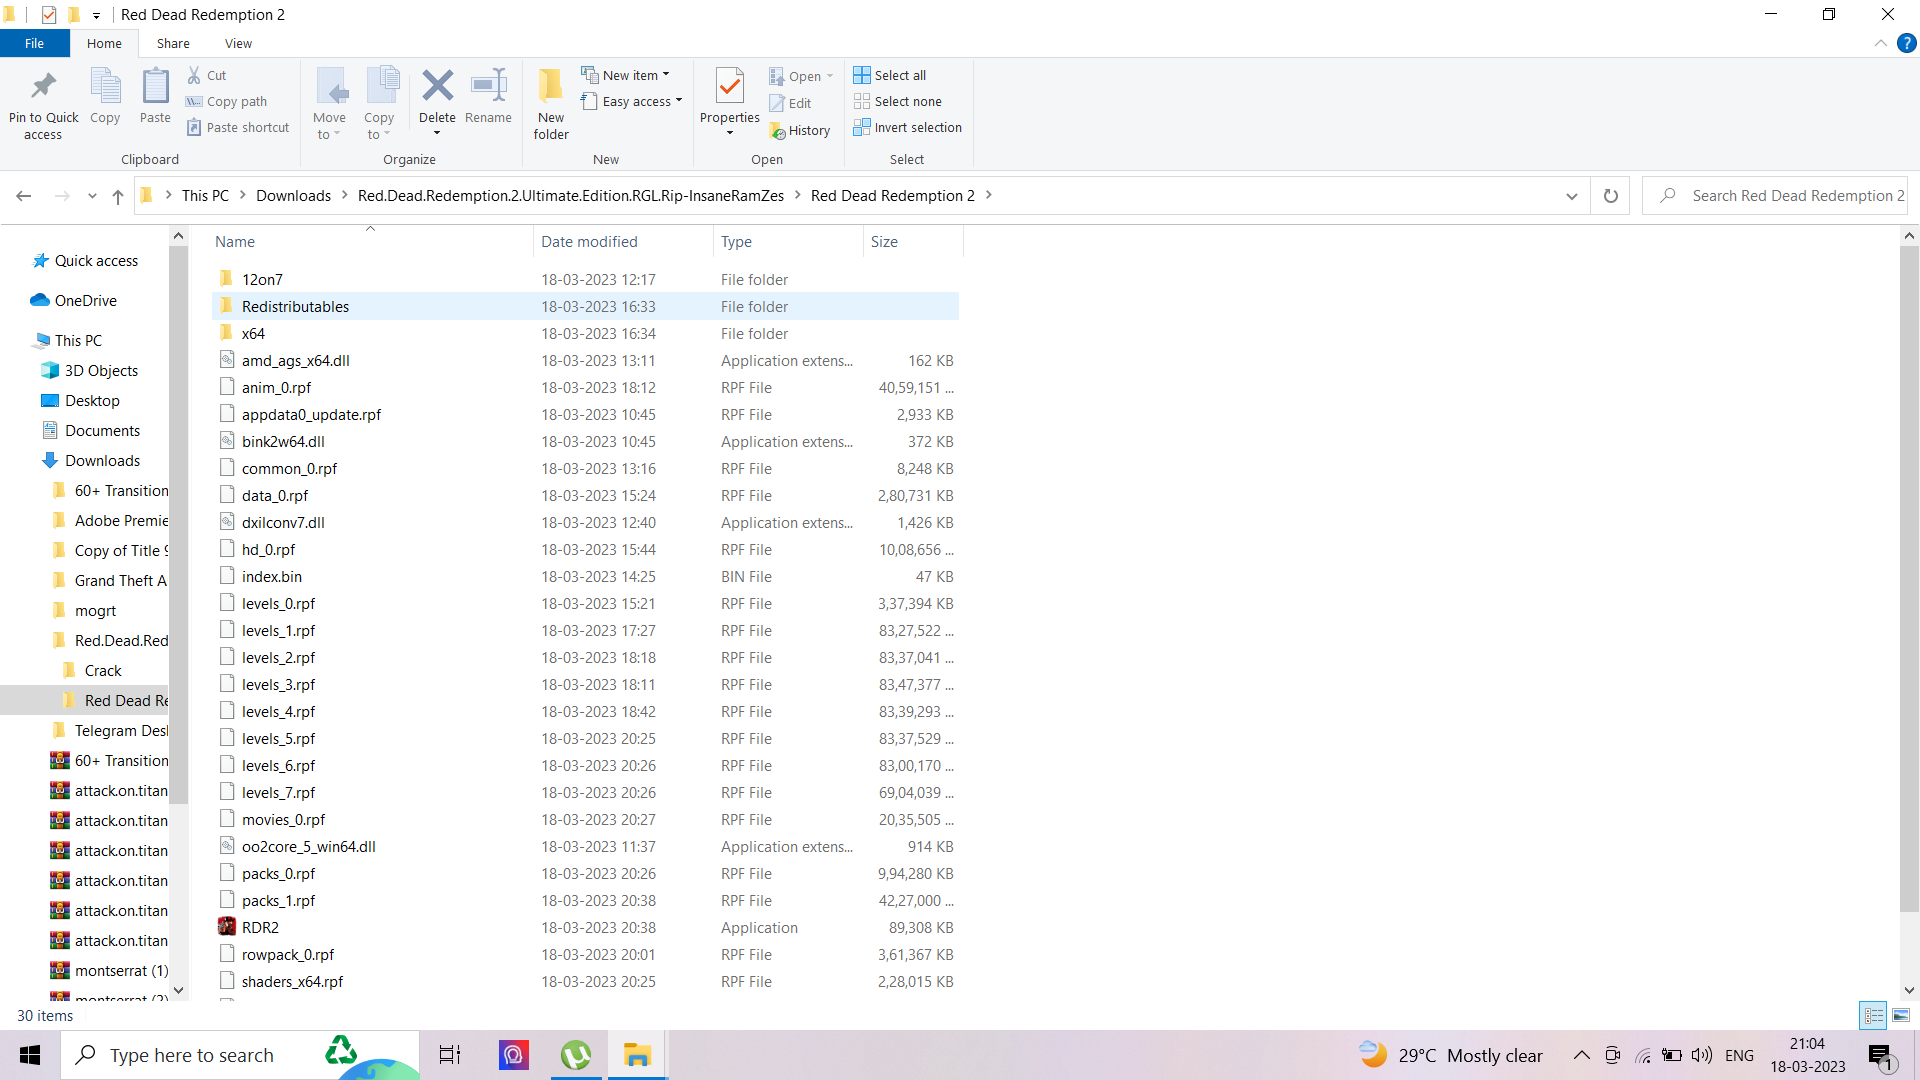 Red Dead Redemption 2
File Home Share View
Pin to Quick access
Copy
Paste
Cut
Copy path
Paste shortcut
Clipboard
Move to
Copy to
Delete
Rename
Organize
New folder
New item
Easy access
New
Properties
Open
Edit
History
Open
Select all
Select none
Invert selection
Select
This PC Downloads Red.Dead.Redemption.2.Ultimate.Edition.RGL.Rip-InsaneRamZes Red Dead Redemption 2
Search Red Dead Redemption 2
Quick access
OneDrive
This PC
3D Objects
Desktop
Documents
Downloads
60+ Transition
Adobe Premie
Copy of Title 9
Grand Theft A
mogrt
Red.Dead.Red
Crack
Red Dead Re
Telegram Desl
60+ Transition
attack.on.titan
attack.on.titan
attack.on.titan
attack.on.titan
attack.on.titan
attack.on.titan
montserrat (1)
montserrat (2)
Name Date modified Type Size
12on7 18-03-2023 12:17 File folder
Redistributables 18-03-2023 16:33 File folder
x64 18-03-2023 16:34 File folder
amd_ags_x64.dll 18-03-2023 13:11 Application extens... 162 KB
anim_0.rpf 18-03-2023 18:12 RPF File 40,59,151 ...
appdata0_update.rpf 18-03-2023 10:45 RPF File 2,933 KB
bink2w64.dll 18-03-2023 10:45 Application extens... 372 KB
common_0.rpf 18-03-2023 13:16 RPF File 8,248 KB
data_0.rpf 18-03-2023 15:24 RPF File 2,80,731 KB
dxilconv7.dll 18-03-2023 12:40 Application extens... 1,426 KB
hd_0.rpf 18-03-2023 15:44 RPF File 10,08,656 ...
index.bin 18-03-2023 14:25 BIN File 47 KB
levels_0.rpf 18-03-2023 15:21 RPF File 3,37,394 KB
levels_1.rpf 18-03-2023 17:27 RPF File 83,27,522 ...
levels_2.rpf 18-03-2023 18:18 RPF File 83,37,041 ...
levels_3.rpf 18-03-2023 18:11 RPF File 83,47,377 ...
levels_4.rpf 18-03-2023 18:42 RPF File 83,39,293 ...
levels_5.rpf 18-03-2023 20:25 RPF File 83,37,529 ...
levels_6.rpf 18-03-2023 20:26 RPF File 83,00,170 ...
levels_7.rpf 18-03-2023 20:26 RPF File 69,04,039 ...
movies_0.rpf 18-03-2023 20:27 RPF File 20,35,505 ...
oo2core_5_win64.dll 18-03-2023 11:37 Application extens... 914 KB
packs_0.rpf 18-03-2023 20:26 RPF File 9,94,280 KB
packs_1.rpf 18-03-2023 20:38 RPF File 42,27,000 ...
RDR2 18-03-2023 20:38 Application 89,308 KB
rowpack_0.rpf 18-03-2023 20:01 RPF File 3,61,367 KB
shaders_x64.rpf 18-03-2023 20:25 RPF File 2,28,015 KB
30 items
Type here to search
29°C Mostly clear
ENG
21:04
18-03-2023
1